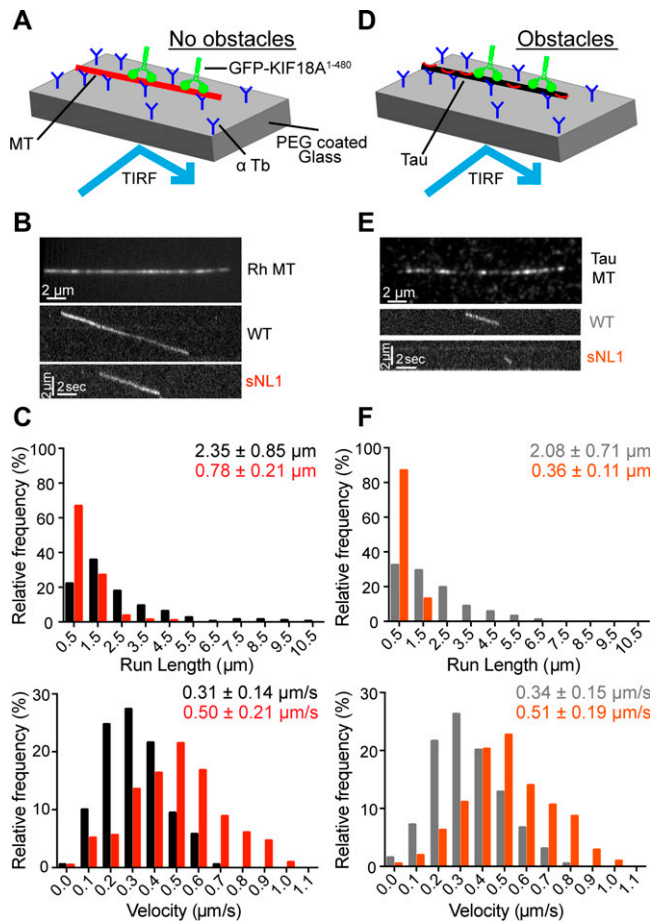 A
No obstacles
GFP-KIF18A1-480
MT
α Tb
PEG coated
Glass
TIRF
D
Obstacles
Tau
TIRF
B
Rh MT
2 µm
WT
sNL1
2µm
2sec
E
Tau
MT
2 µm
WT
sNL1
2µm
2sec
C
2.35 ± 0.85 µm
0.78 ± 0.21 µm
Relative frequency (%)
100
80
60
40
20
0
0.5 1.5 2.5 3.5 4.5 5.5 6.5 7.5 8.5 9.5 10.5
Run Length (µm)
0.31 ± 0.14 µm/s
0.50 ± 0.21 µm/s
Relative frequency (%)
30
20
10
0
0.0 0.1 0.2 0.3 0.4 0.5 0.6 0.7 0.8 0.9 1.0 1.1
Velocity (µm/s)
F
2.08 ± 0.71 µm
0.36 ± 0.11 µm
Relative frequency (%)
100
80
60
40
20
0
0.5 1.5 2.5 3.5 4.5 5.5 6.5 7.5 8.5 9.5 10.5
Run Length (µm)
0.34 ± 0.15 µm/s
0.51 ± 0.19 µm/s
Relative frequency (%)
30
20
10
0
0.0 0.1 0.2 0.3 0.4 0.5 0.6 0.7 0.8 0.9 1.0 1.1
Velocity (µm/s)